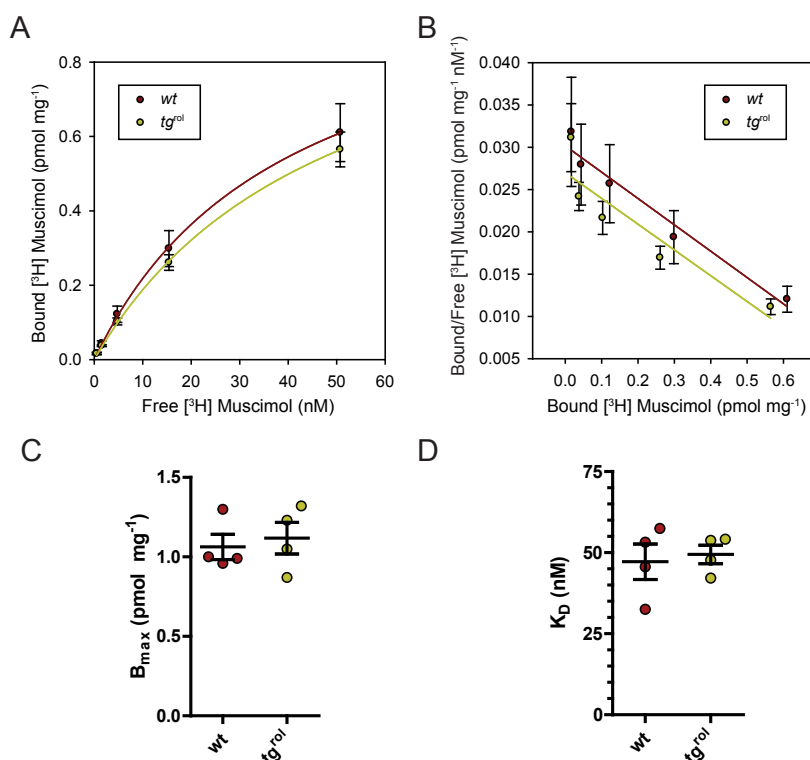 A
B
0.8
0.6
0.4
0.2
0.0
0 10 20 30 40 50 60
Bound [³H] Muscimol (pmol mg⁻¹)
Free [³H] Muscimol (nM)
wt
tgʳᵒˡ
0.040
0.035
0.030
0.025
0.020
0.015
0.010
0.005
0.0 0.1 0.2 0.3 0.4 0.5 0.6
Bound/Free [³H] Muscimol (pmol mg⁻¹ nM⁻¹)
Bound [³H] Muscimol (pmol mg⁻¹)
wt
tgʳᵒˡ
C
D
1.5
1.0
0.5
0.0
Bmax (pmol mg⁻¹)
wt
tgʳᵒˡ
75
50
25
0
KD (nM)
wt
tgʳᵒˡ